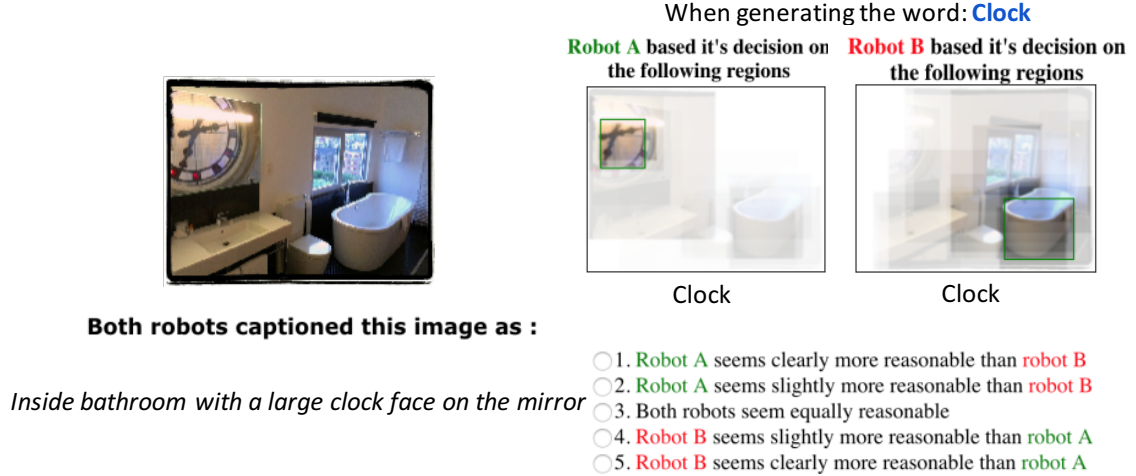 When generating the word: Clock
Robot A based it's decision on
the following regions
Robot B based it's decision on
the following regions
Clock
Clock
Both robots captioned this image as :
Inside bathroom with a large clock face on the mirror
1. Robot A seems clearly more reasonable than robot B
2. Robot A seems slightly more reasonable than robot B
3. Both robots seem equally reasonable
4. Robot B seems slightly more reasonable than robot A
5. Robot B seems clearly more reasonable than robot A